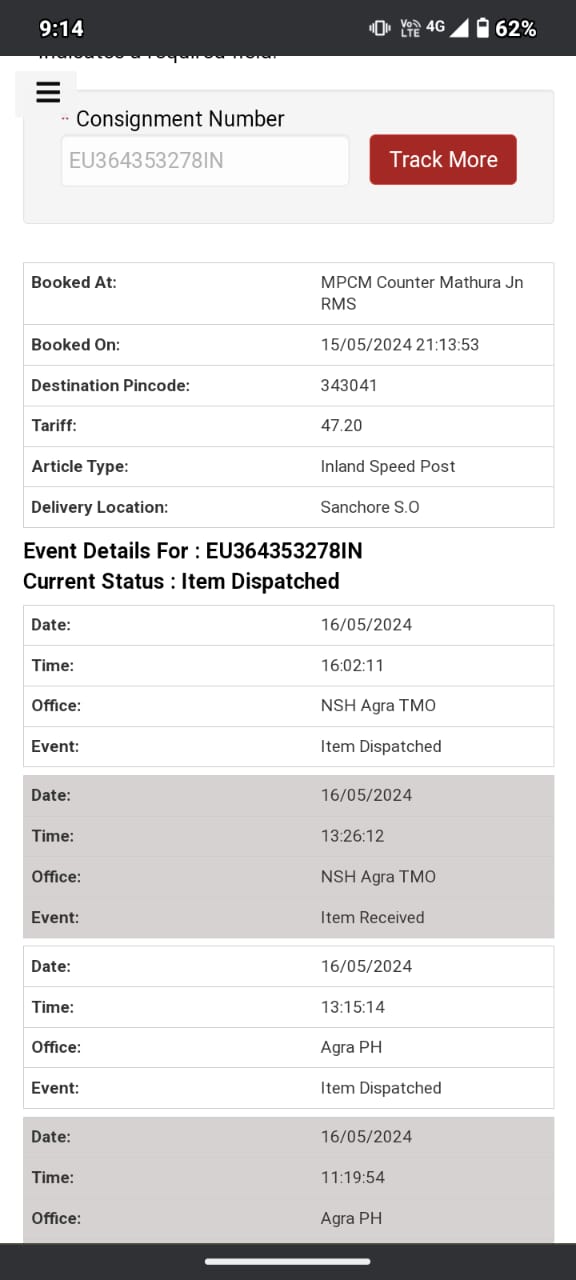 9:14
Vo)) LTE 4G 62%
indicates a required field.
* Consignment Number
EU364353278IN Track More
Booked At: MPCM Counter Mathura Jn
RMS
Booked On: 15/05/2024 21:13:53
Destination Pincode: 343041
Tariff: 47.20
Article Type: Inland Speed Post
Delivery Location: Sanchore S.O
Event Details For : EU364353278IN
Current Status : Item Dispatched
Date: 16/05/2024
Time: 16:02:11
Office: NSH Agra TMO
Event: Item Dispatched
Date: 16/05/2024
Time: 13:26:12
Office: NSH Agra TMO
Event: Item Received
Date: 16/05/2024
Time: 13:15:14
Office: Agra PH
Event: Item Dispatched
Date: 16/05/2024
Time: 11:19:54
Office: Agra PH